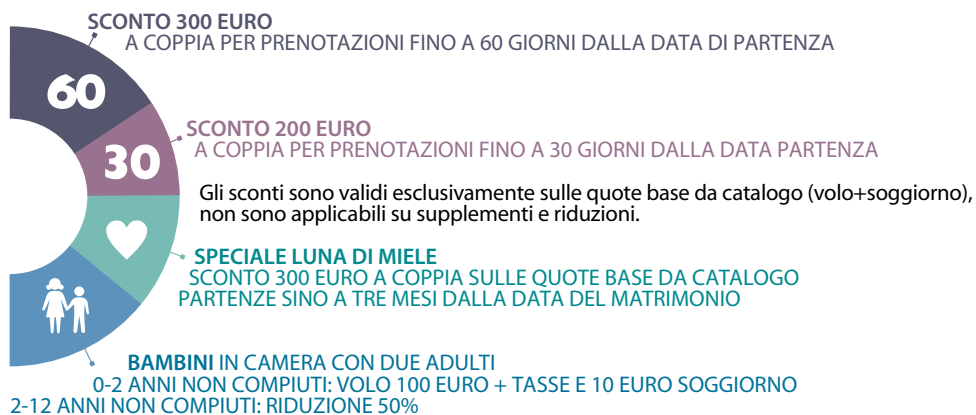 SCONTO 300 EURO
A COPPIA PER PRENOTAZIONI FINO A 60 GIORNI DALLA DATA DI PARTENZA
60
SCONTO 200 EURO
A COPPIA PER PRENOTAZIONI FINO A 30 GIORNI DALLA DATA PARTENZA
30
Gli sconti sono validi esclusivamente sulle quote base da catalogo (volo+soggiorno),
non sono applicabili su supplementi e riduzioni.
SPECIALE LUNA DI MIELE
SCONTO 300 EURO A COPPIA SULLE QUOTE BASE DA CATALOGO
PARTENZE SINO A TRE MESI DALLA DATA DEL MATRIMONIO
BAMBINI IN CAMERA CON DUE ADULTI
0-2 ANNI NON COMPIUTI: VOLO 100 EURO + TASSE E 10 EURO SOGGIORNO
2-12 ANNI NON COMPIUTI: RIDUZIONE 50%